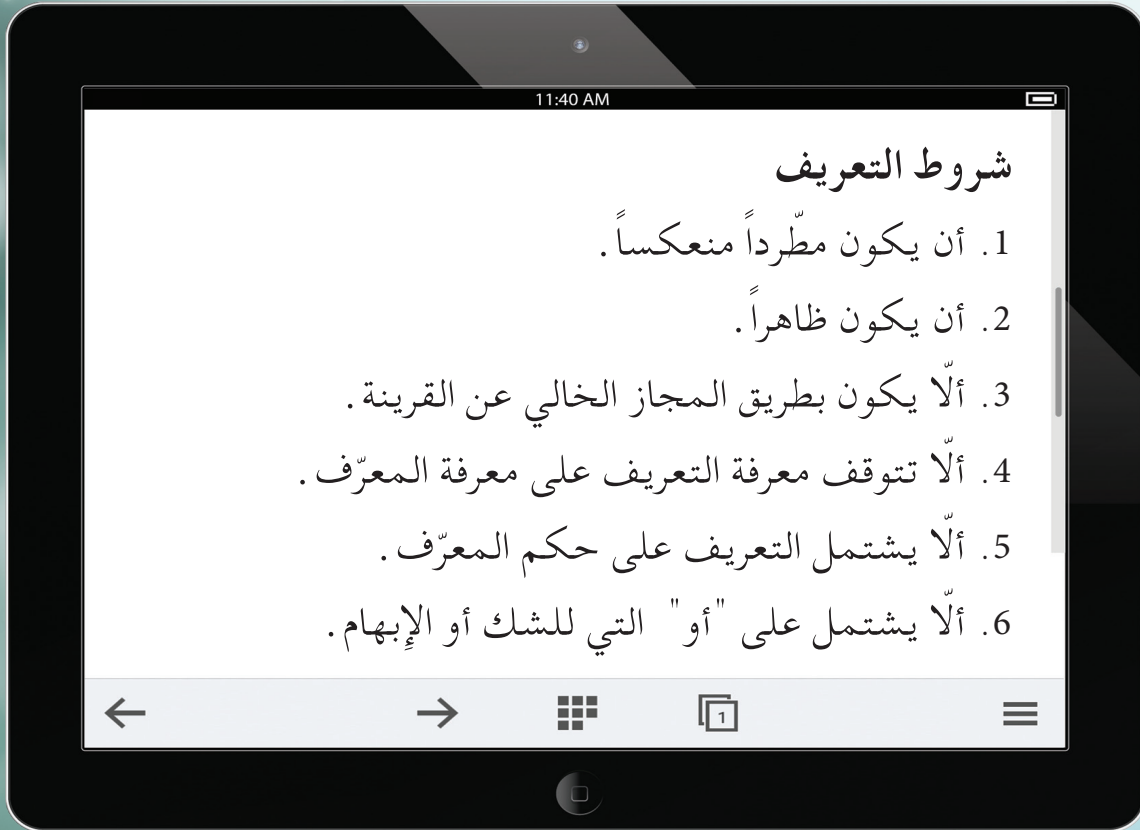 11:40 AM
شروط التعريف
1. أن يكون مطّرداً منعكساً.
2. أن يكون ظاهراً.
3. ألّا يكون بطريق المجاز الخالي عن القرينة.
4. ألّا تتوقف معرفة التعريف على معرفة المعرّف.
5. ألّا يشتمل التعريف على حكم المعرّف.
6. ألّا يشتمل على "أو" التي للشك أو الإبهام.
1